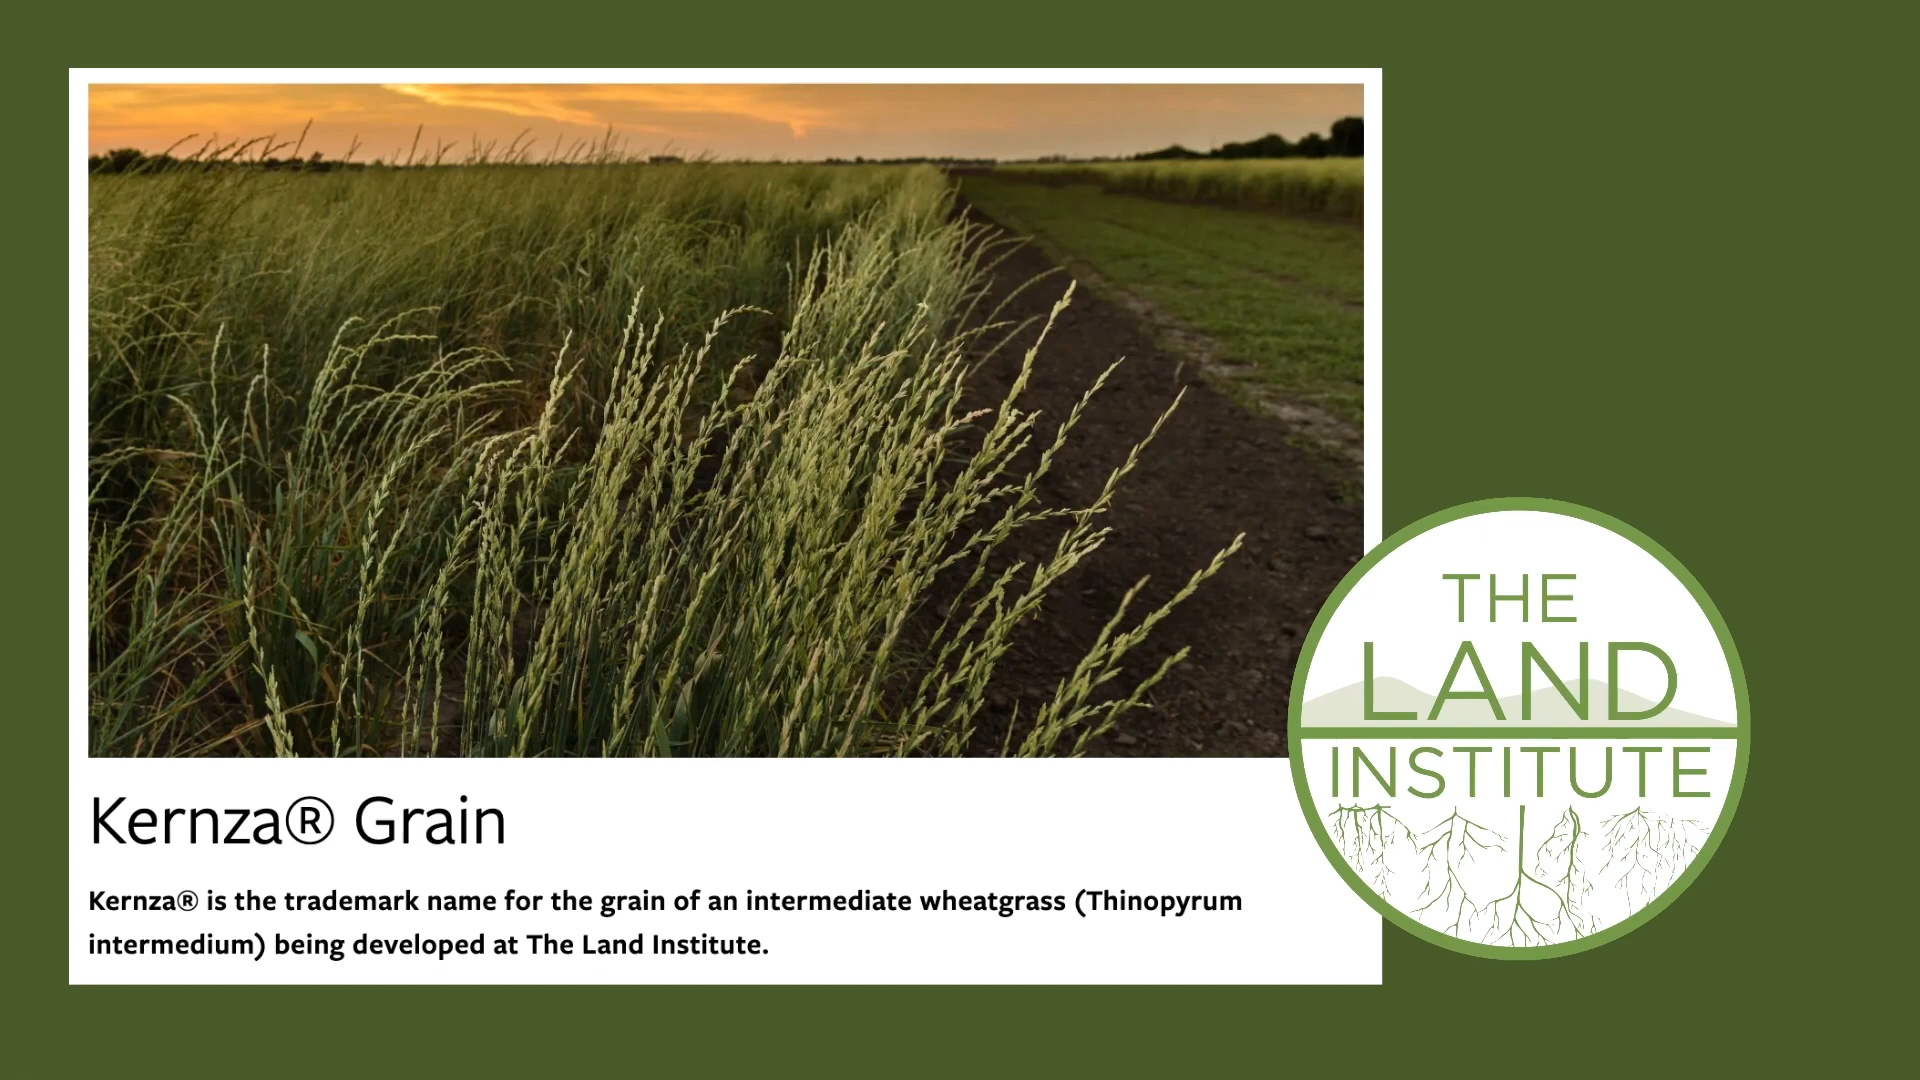 Kernza® Grain
Kernza® is the trademark name for the grain of an intermediate wheatgrass (Thinopyrum
intermedium) being developed at The Land Institute.
THE
LAND
INSTITUTE